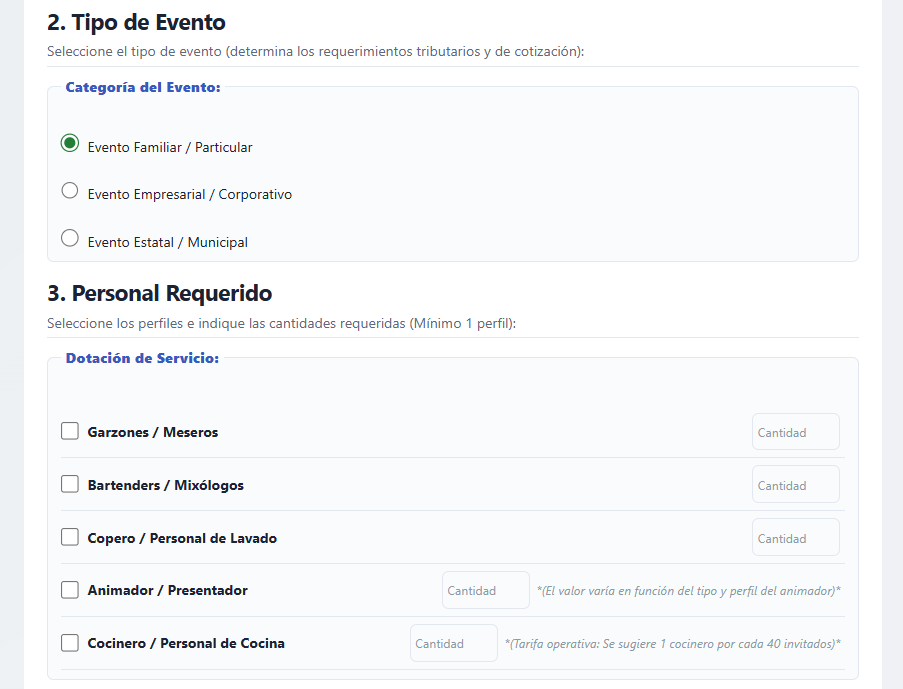 2. Tipo de Evento
Seleccione el tipo de evento (determina los requerimientos tributarios y de cotización):
Categoría del Evento:
Evento Familiar / Particular
Evento Empresarial / Corporativo
Evento Estatal / Municipal
3. Personal Requerido
Seleccione los perfiles e indique las cantidades requeridas (Mínimo 1 perfil):
Dotación de Servicio:
Garzones / Meseros Cantidad
Bartenders / Mixólogos Cantidad
Copero / Personal de Lavado Cantidad
Animador / Presentador Cantidad *(El valor varía en función del tipo y perfil del animador)*
Cocinero / Personal de Cocina Cantidad *(Tarifa operativa: Se sugiere 1 cocinero por cada 40 invitados)*